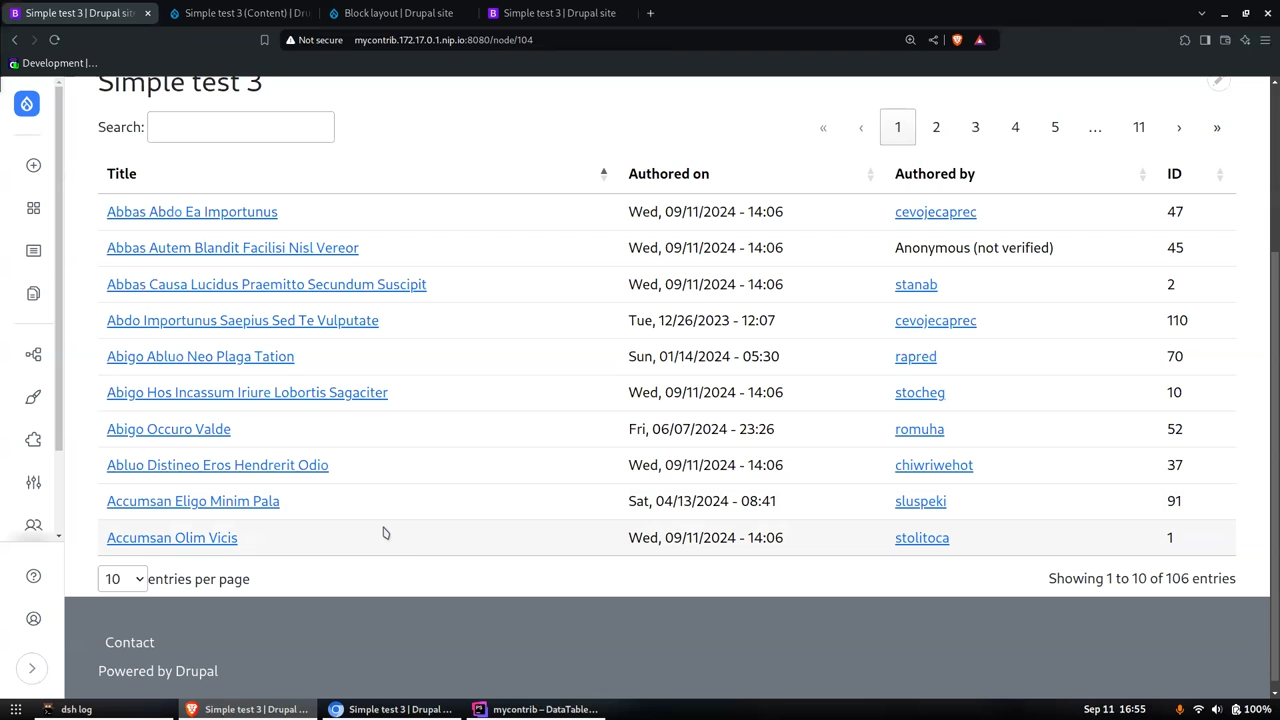 Simple test 3 | Drupal sit
Simple test 3 (Content) | Dr
Block layout | Drupal site
Simple test 3 | Drupal site
Not secure mycontrib.172.17.0.1.nip.io:8080/node/104
Development |...
Simple test 3
Search:
« ‹ 1 2 3 4 5 ... 11 › »
Title Authored on Authored by ID
Abbas Abdo Ea Importunus Wed, 09/11/2024 - 14:06 cevojecaprec 47
Abbas Autem Blandit Facilisi Nisl Vereor Wed, 09/11/2024 - 14:06 Anonymous (not verified) 45
Abbas Causa Lucidus Praemitto Secundum Suscipit Wed, 09/11/2024 - 14:06 stanab 2
Abdo Importunus Saepius Sed Te Vulputate Tue, 12/26/2023 - 12:07 cevojecaprec 110
Abigo Abluo Neo Plaga Tation Sun, 01/14/2024 - 05:30 rapred 70
Abigo Hos Incassum Iriure Lobortis Sagaciter Wed, 09/11/2024 - 14:06 stocheg 10
Abigo Occuro Valde Fri, 06/07/2024 - 23:26 romuha 52
Abluo Distineo Eros Hendrerit Odio Wed, 09/11/2024 - 14:06 chiwriwehot 37
Accumsan Eligo Minim Pala Sat, 04/13/2024 - 08:41 sluspeki 91
Accumsan Olim Vicis Wed, 09/11/2024 - 14:06 stolitoca 1
10 entries per page Showing 1 to 10 of 106 entries
Contact
Powered by Drupal
dsh log
Simple test 3 | Drupal ...
Simple test 3 | Drupal ...
mycontrib – DataTable...
Sep 11 16:55 100%